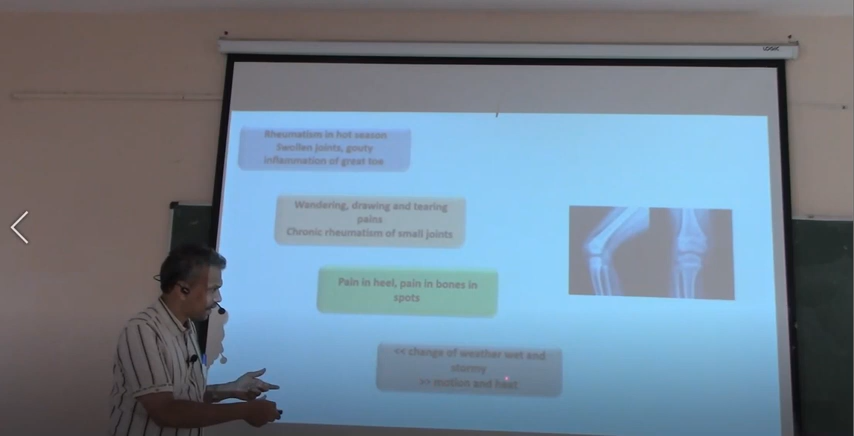 LOGIC
Rheumatism in hot season
Swollen joints, gouty
inflammation of great toe
Wandering, drawing and tearing
pains
Chronic rheumatism of small joints
Pain in heel, pain in bones in
spots
<< change of weather wet and
stormy
>> motion and heat